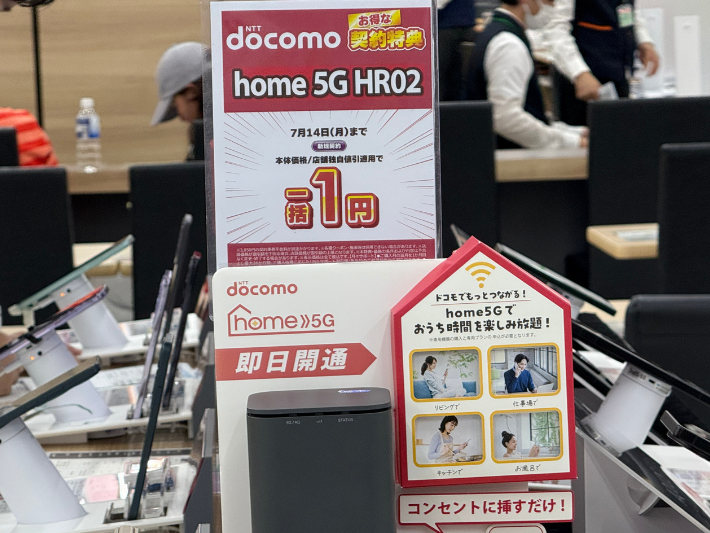 NTT
docomo
お得な
契約特典
home 5G HR02
7月14日(月)まで
新規契約
本体価格/店舗独自値引適用で
一括1円
NTT
docomo
home 5G
即日開通
ドコモでもっとつながる!
home5Gで
おうち時間を楽しみ放題!
リビングで
仕事場で
キッチンで
お風呂で
STATUS
コンセントに挿すだけ!